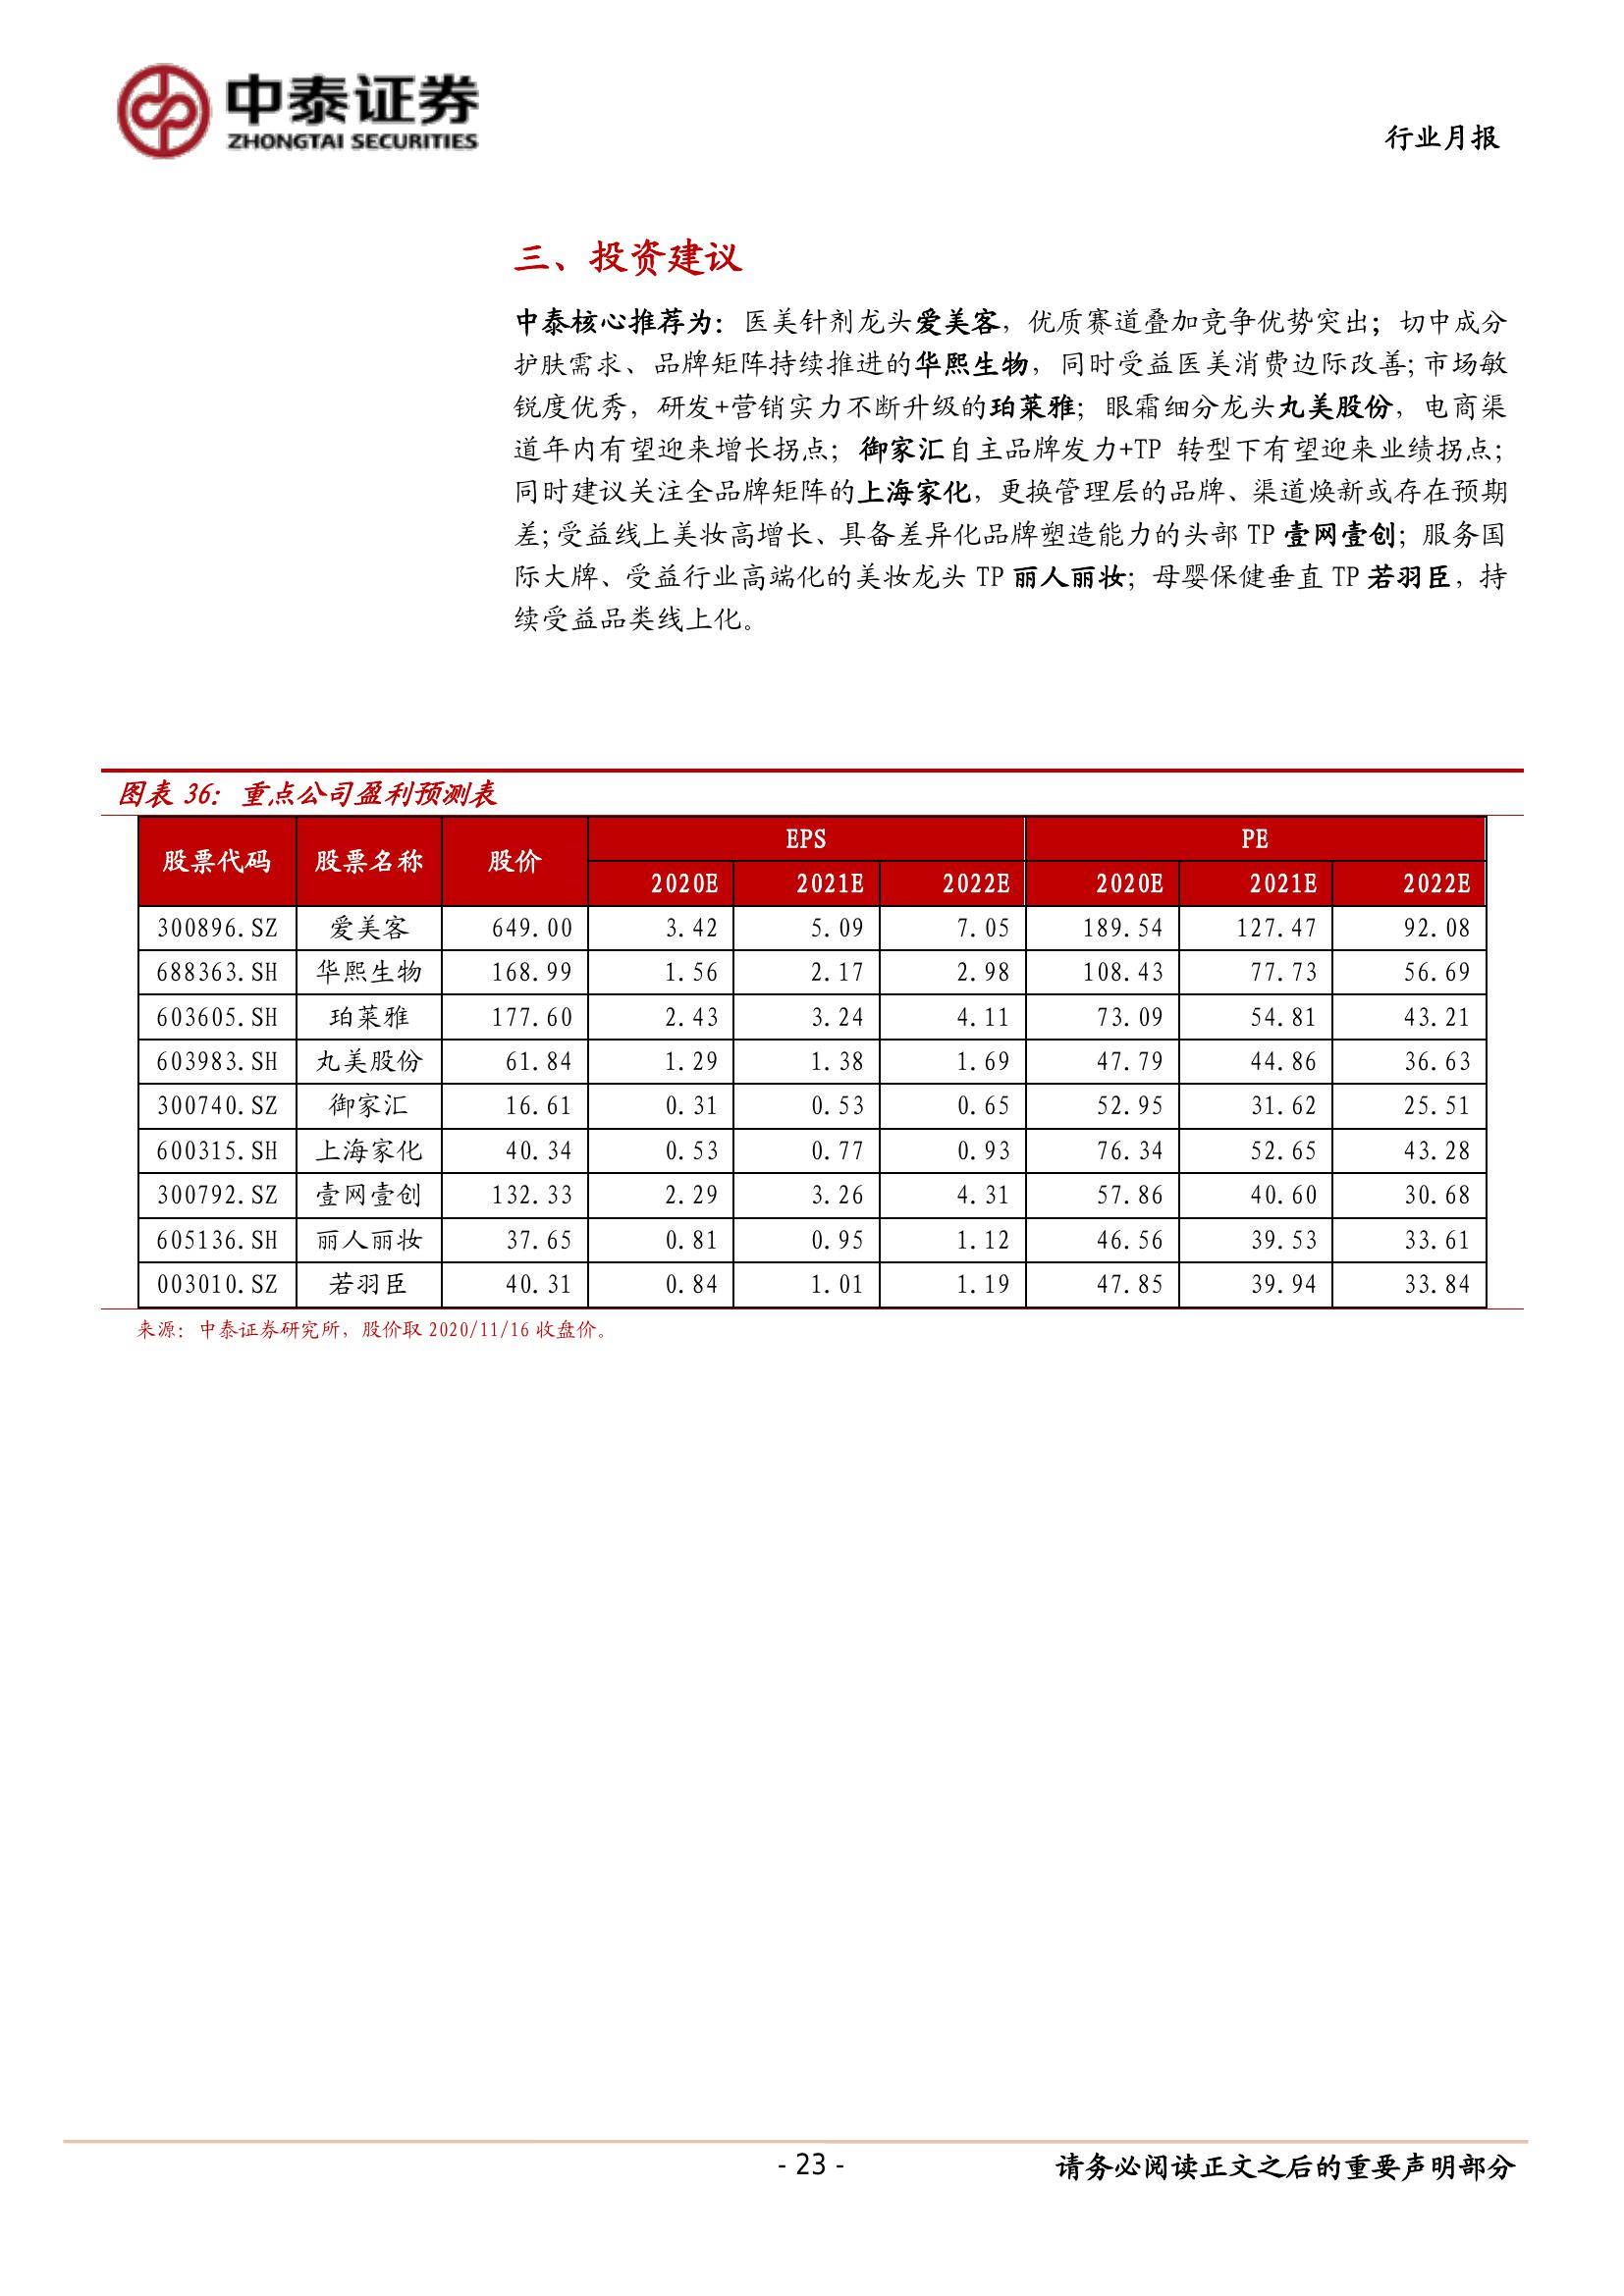 中泰证券
ZHONGTAI SECURITIES
行业月报
三、投资建议
中泰核心推荐为：医美针剂龙头爱美客，优质赛道叠加竞争优势突出；切中成分
护肤需求、品牌矩阵持续推进的华熙生物，同时受益医美消费边际改善；市场敏
锐度优秀，研发+营销实力不断升级的珀莱雅；眼霜细分龙头丸美股份，电商渠
道年内有望迎来增长拐点；御家汇自主品牌发力+TP 转型下有望迎来业绩拐点；
同时建议关注全品牌矩阵的上海家化，更换管理层的品牌、渠道焕新或存在预期
差；受益线上美妆高增长、具备差异化品牌塑造能力的头部 TP 壹网壹创；服务国
际大牌、受益行业高端化的美妆龙头 TP 丽人丽妆；母婴保健垂直 TP 若羽臣，持
续受益品类线上化。
图表 36：重点公司盈利预测表
股票代码 股票名称 股价 EPS PE
2020E 2021E 2022E 2020E 2021E 2022E
300896.SZ 爱美客 649.00 3.42 5.09 7.05 189.54 127.47 92.08
688363.SH 华熙生物 168.99 1.56 2.17 2.98 108.43 77.73 56.69
603605.SH 珀莱雅 177.60 2.43 3.24 4.11 73.09 54.81 43.21
603983.SH 丸美股份 61.84 1.29 1.38 1.69 47.79 44.86 36.63
300740.SZ 御家汇 16.61 0.31 0.53 0.65 52.95 31.62 25.51
600315.SH 上海家化 40.34 0.53 0.77 0.93 76.34 52.65 43.28
300792.SZ 壹网壹创 132.33 2.29 3.26 4.31 57.86 40.60 30.68
605136.SH 丽人丽妆 37.65 0.81 0.95 1.12 46.56 39.53 33.61
003010.SZ 若羽臣 40.31 0.84 1.01 1.19 47.85 39.94 33.84
来源：中泰证券研究所，股价取 2020/11/16 收盘价。
- 23 -
请务必阅读正文之后的重要声明部分